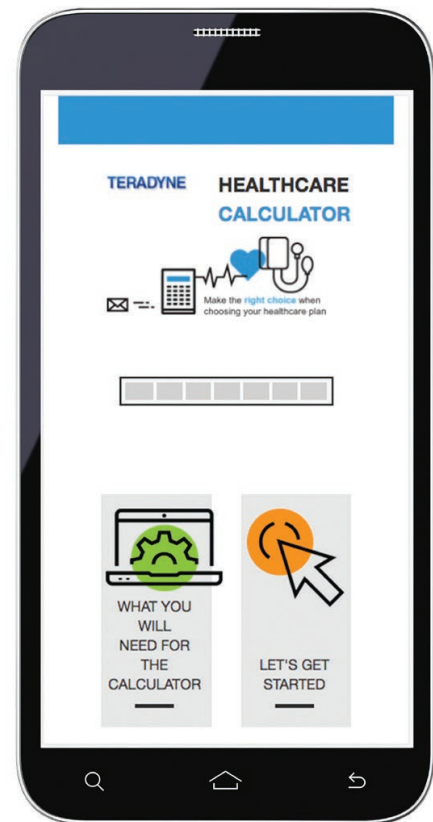 TERADYNE
HEALTHCARE
CALCULATOR
Make the right choice when
choosing your healthcare plan
WHAT YOU
WILL
NEED FOR
THE
CALCULATOR
LET'S GET
STARTED